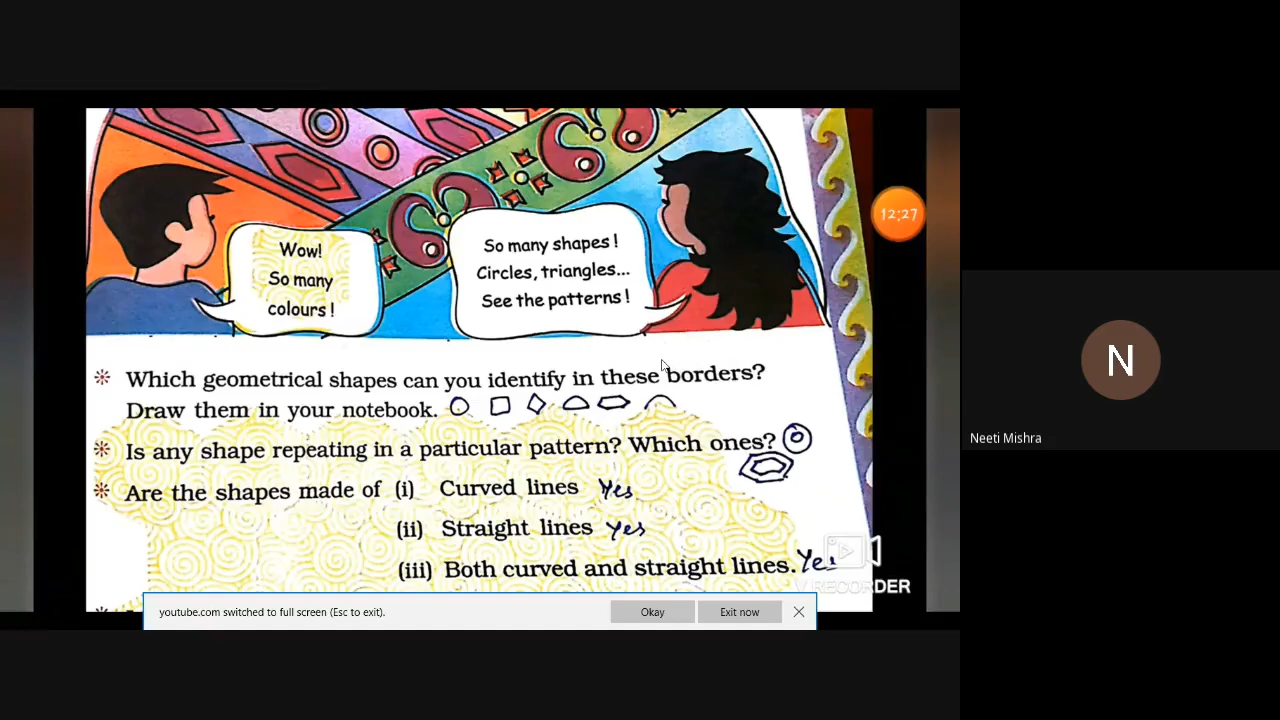 12:27
Wow!
So many
colours !
So many shapes !
Circles, triangles...
See the patterns !
Which geometrical shapes can you identify in these borders?
Draw them in your notebook.
Is any shape repeating in a particular pattern? Which ones?
Are the shapes made of (i) Curved lines Yes
(ii) Straight lines Yes
(iii) Both curved and straight lines. Yes
RECORDER
youtube.com switched to full screen (Esc to exit).
Okay
Exit now
N
Neeti Mishra